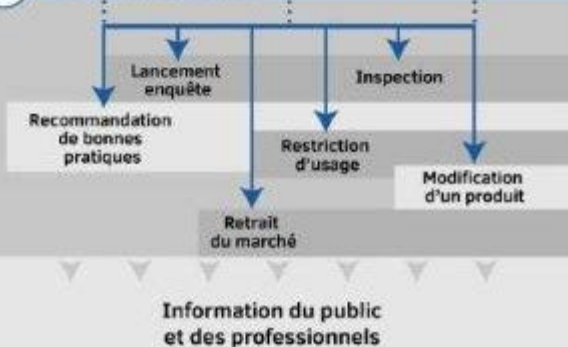 Lancement
enquête
Inspection
Recommandation
de bonnes
pratiques
Restriction
d'usage
Modification
d'un produit
Retrait
du marché
Information du public
et des professionnels